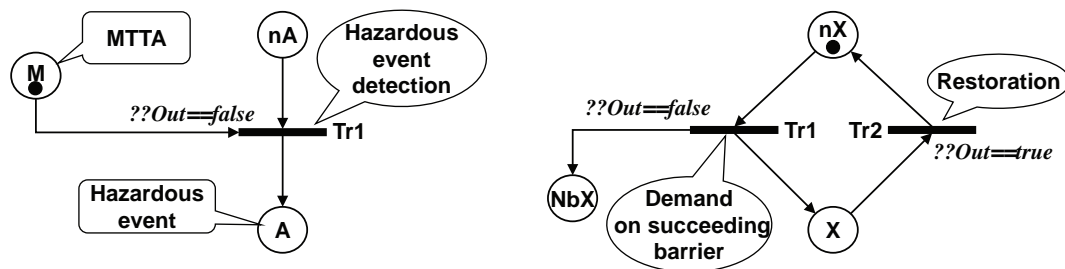 MTTA
M
nA
Hazardous
event
detection
??Out==false
Tr1
Hazardous
event
A
nX
Restoration
??Out==false
Tr1
Tr2
??Out==true
NbX
Demand
on succeeding
barrier
X